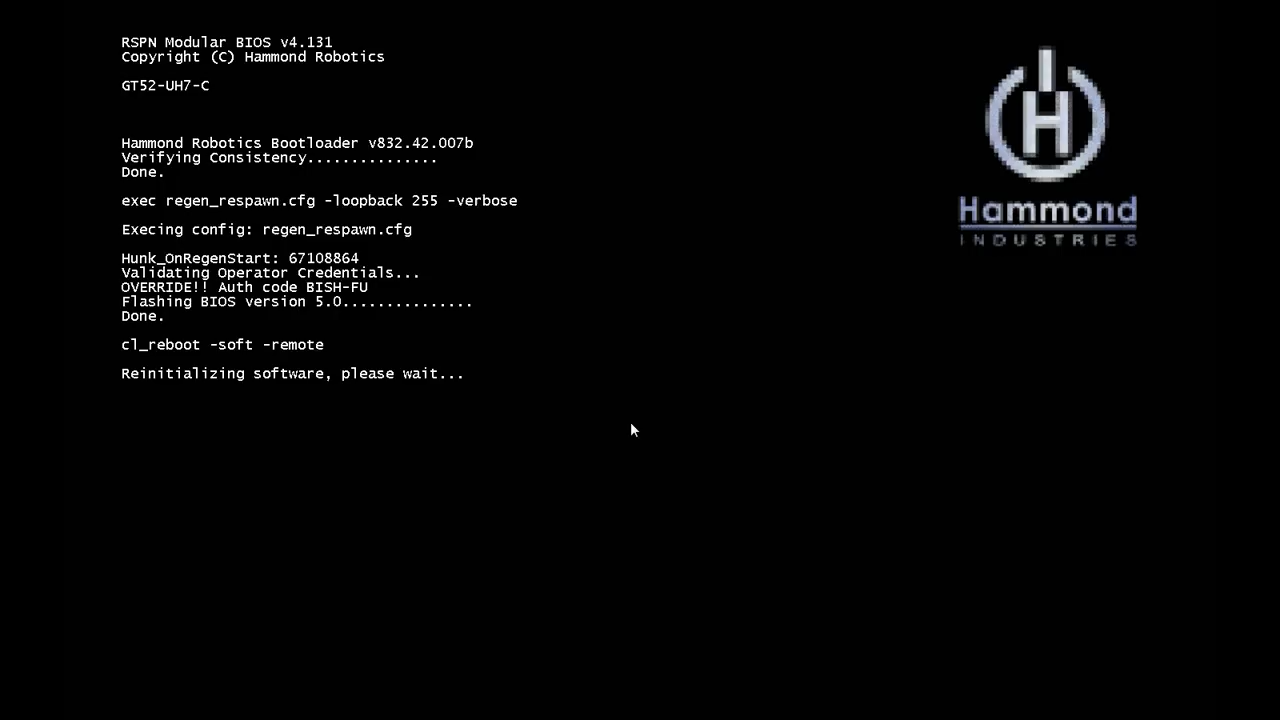 RSPN Modular BIOS v4.131
Copyright (C) Hammond Robotics
GT52-UH7-C
Hammond Robotics Bootloader v832.42.007b
Verifying Consistency...............
Done.
exec regen_respawn.cfg -loopback 255 -verbose
Execing config: regen_respawn.cfg
Hunk_OnRegenStart: 67108864
Validating Operator Credentials...
OVERRIDE!! Auth code BISH-FU
Flashing BIOS version 5.0...............
Done.
cl_reboot -soft -remote
Reinitializing software, please wait...
H
Hammond
INDUSTRIES